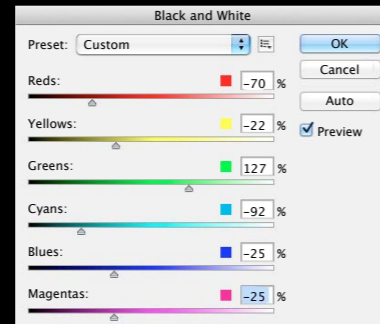 Black and White
Preset: Custom
OK
Cancel
Auto
Preview
Reds: -70 %
Yellows: -22 %
Greens: 127 %
Cyans: -92 %
Blues: -25 %
Magentas: -25 %